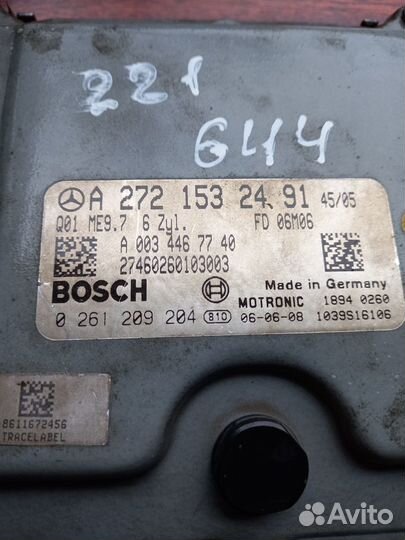 221
644
A 272 153 24 91 45/05
Q01 ME9.7 6 Zyl. FD 06M06
A 003 446 77 40
27460260103003
BOSCH Made in Germany
MOTRONIC 1894 0260
0 261 209 204 B10 06-06-08 1039S16106
8611672456
TRACELABEL
Avito